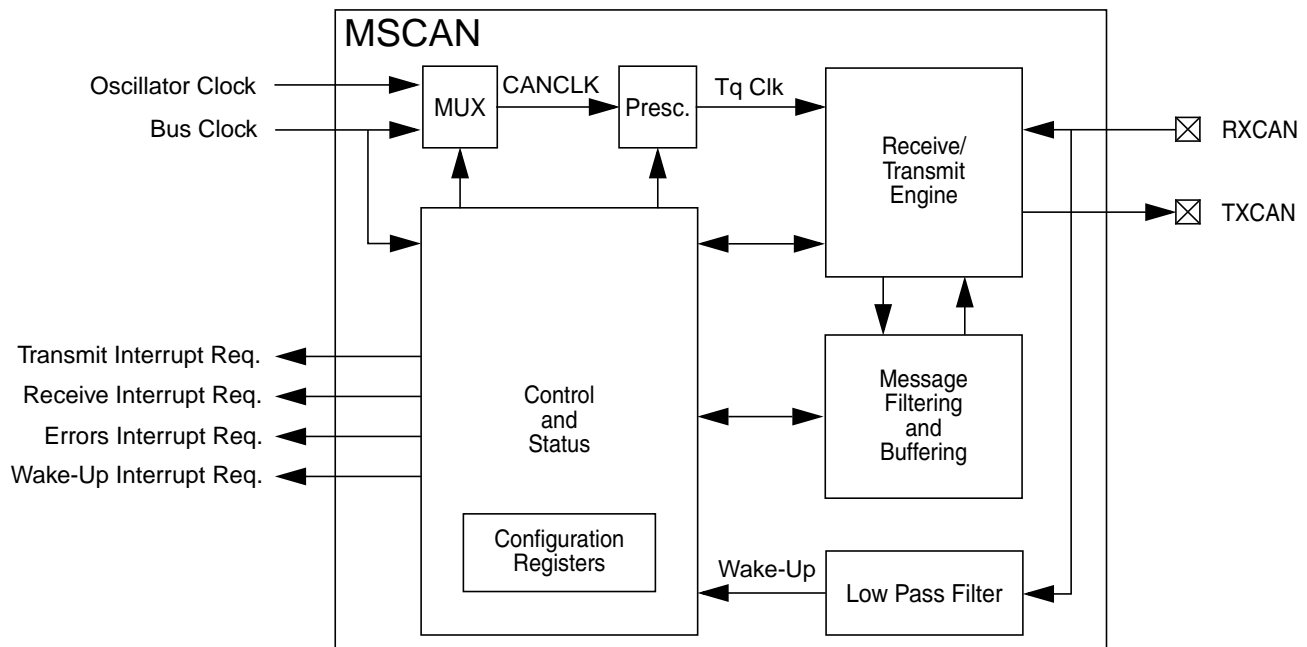 MSCAN
Oscillator Clock
Bus Clock
MUX
CANCLK
Presc.
Tq Clk
Receive/
Transmit
Engine
RXCAN
TXCAN
Transmit Interrupt Req.
Receive Interrupt Req.
Errors Interrupt Req.
Wake-Up Interrupt Req.
Control
and
Status
Message
Filtering
and
Buffering
Configuration
Registers
Wake-Up
Low Pass Filter